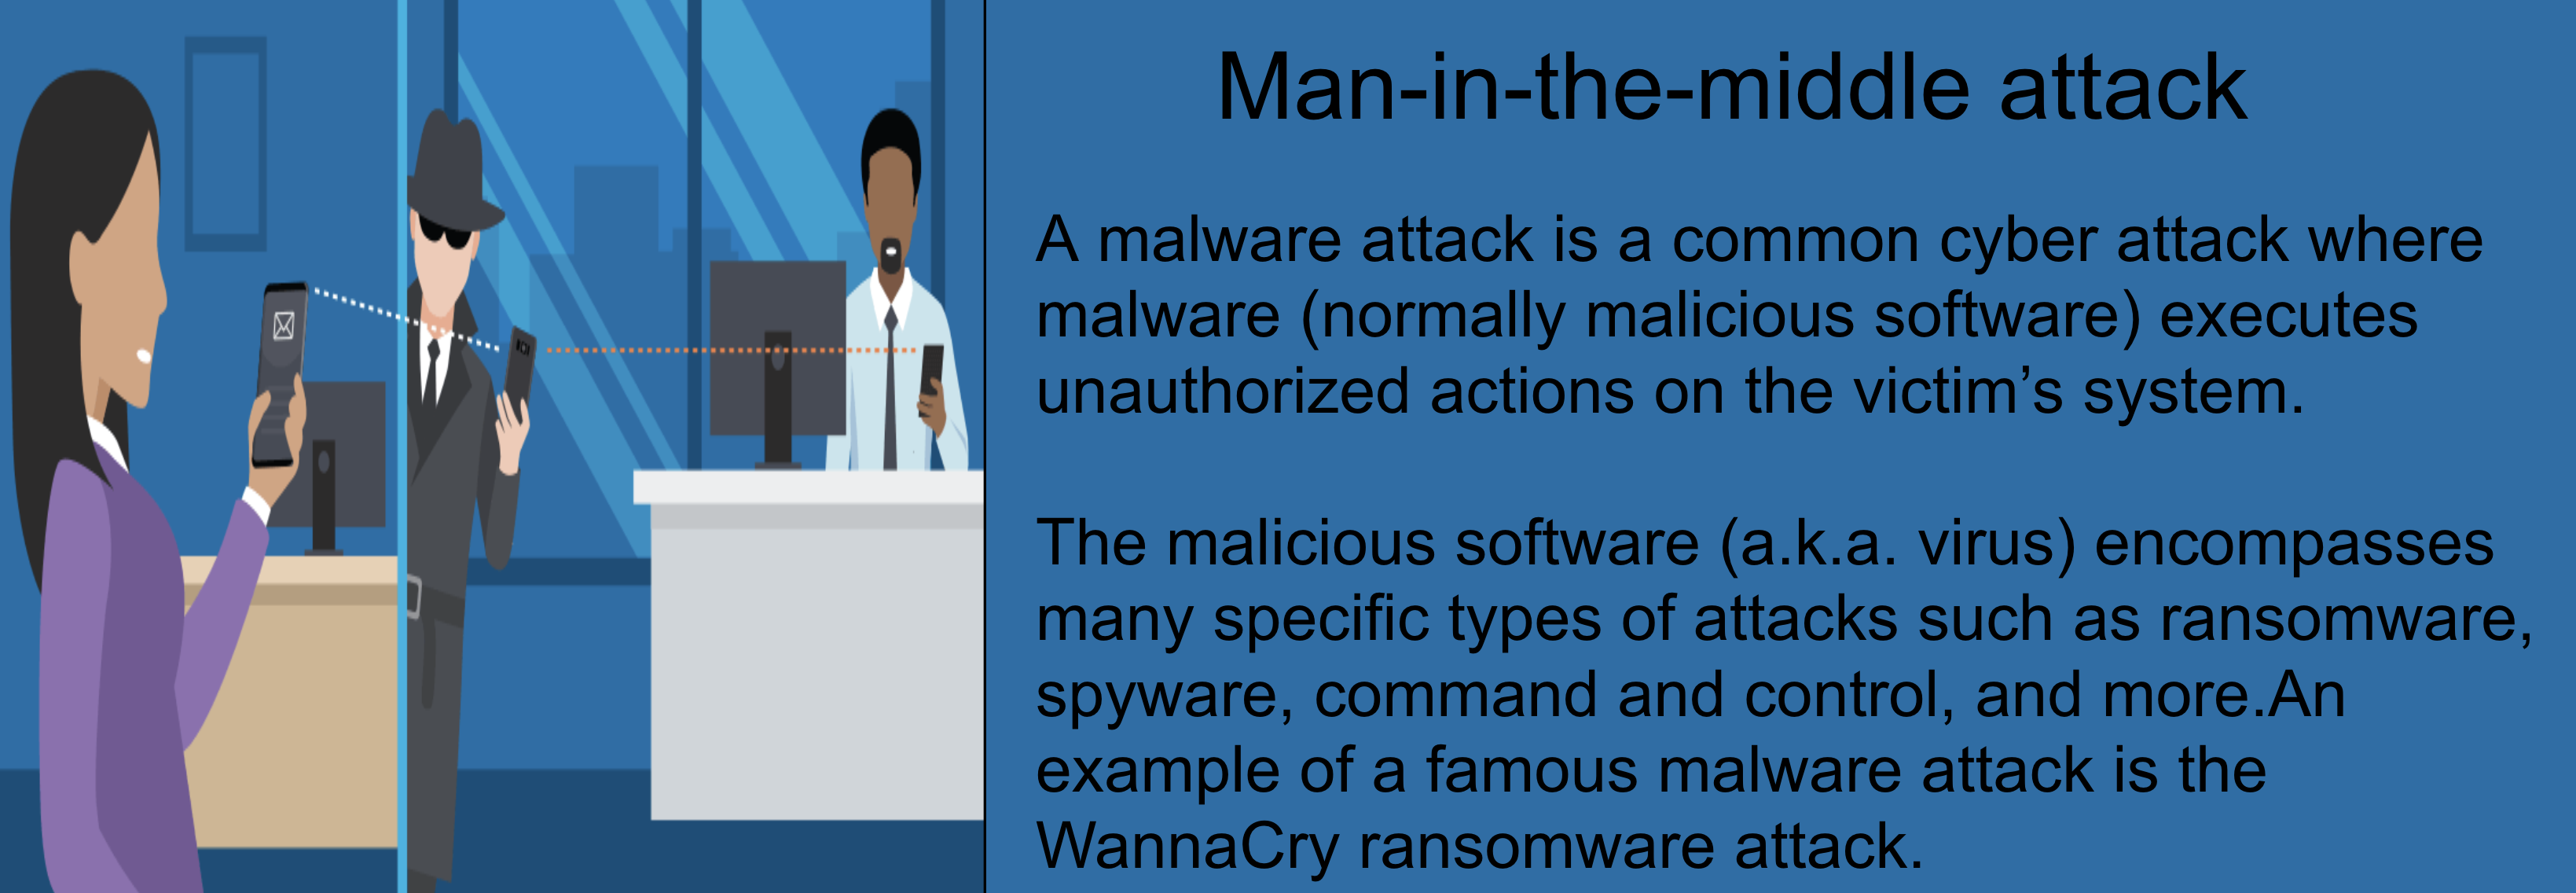 Man-in-the-middle attack
A malware attack is a common cyber attack where
malware (normally malicious software) executes
unauthorized actions on the victim’s system.
The malicious software (a.k.a. virus) encompasses
many specific types of attacks such as ransomware,
spyware, command and control, and more.An
example of a famous malware attack is the
WannaCry ransomware attack.